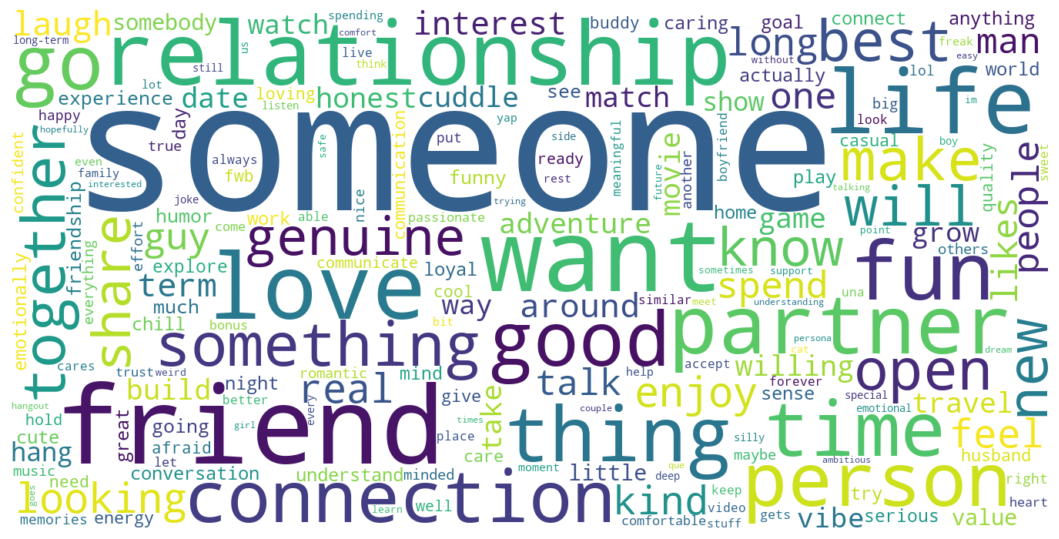 laugh
somebody
long-term
go
relationship
watch
spending
comfort
us
live
think
still
lot
interest
buddy
caring
goal
long
best
connect
anything
man
freak
easy
without
actually
lol
world
experience
date
loving
listen
honest
cuddle
yap
see
match
show
one
big
look
im
life
happy
hopefully
true
day
someone
safe
put
side
ready
rest
trying
always
fwb
joke
communication
funny
meaningful
movie
boyfriend
another
casual
boy
play
make
quality
sweet
people
confident
even
family
interested
together
friendship
everything
share
effort
humor
work
able
nice
come
guy
genuine
passionate
adventure
home
game
will
talking
point
grow
others
likes
want
know
fun
explore
term
much
chill
bonus
love
communicate
loyal
cool
bit
way
around
similar
sometimes
support
meet
understanding
spend
una
emotionally
cares
trust
weird
build
something
night
better
romantic
real
mind
good
partner
persona
cat
dream
new
open
accept
willing
forever
special
sense
emotional
enjoy
help
talk
give
take
friend
great
girl
every
times
place
care
thing
couple
silly
maybe
time
travel
feel
husband
hangout
hold
cute
hang
music
going
afraid
let
conversation
understand
minded
moment
que
little
deep
ambitious
person
need
goes
looking
memories
energy
connection
learn
well
kind
comfortable
keep
video
stuff
gets
try
vibe
serious
value
right
heart